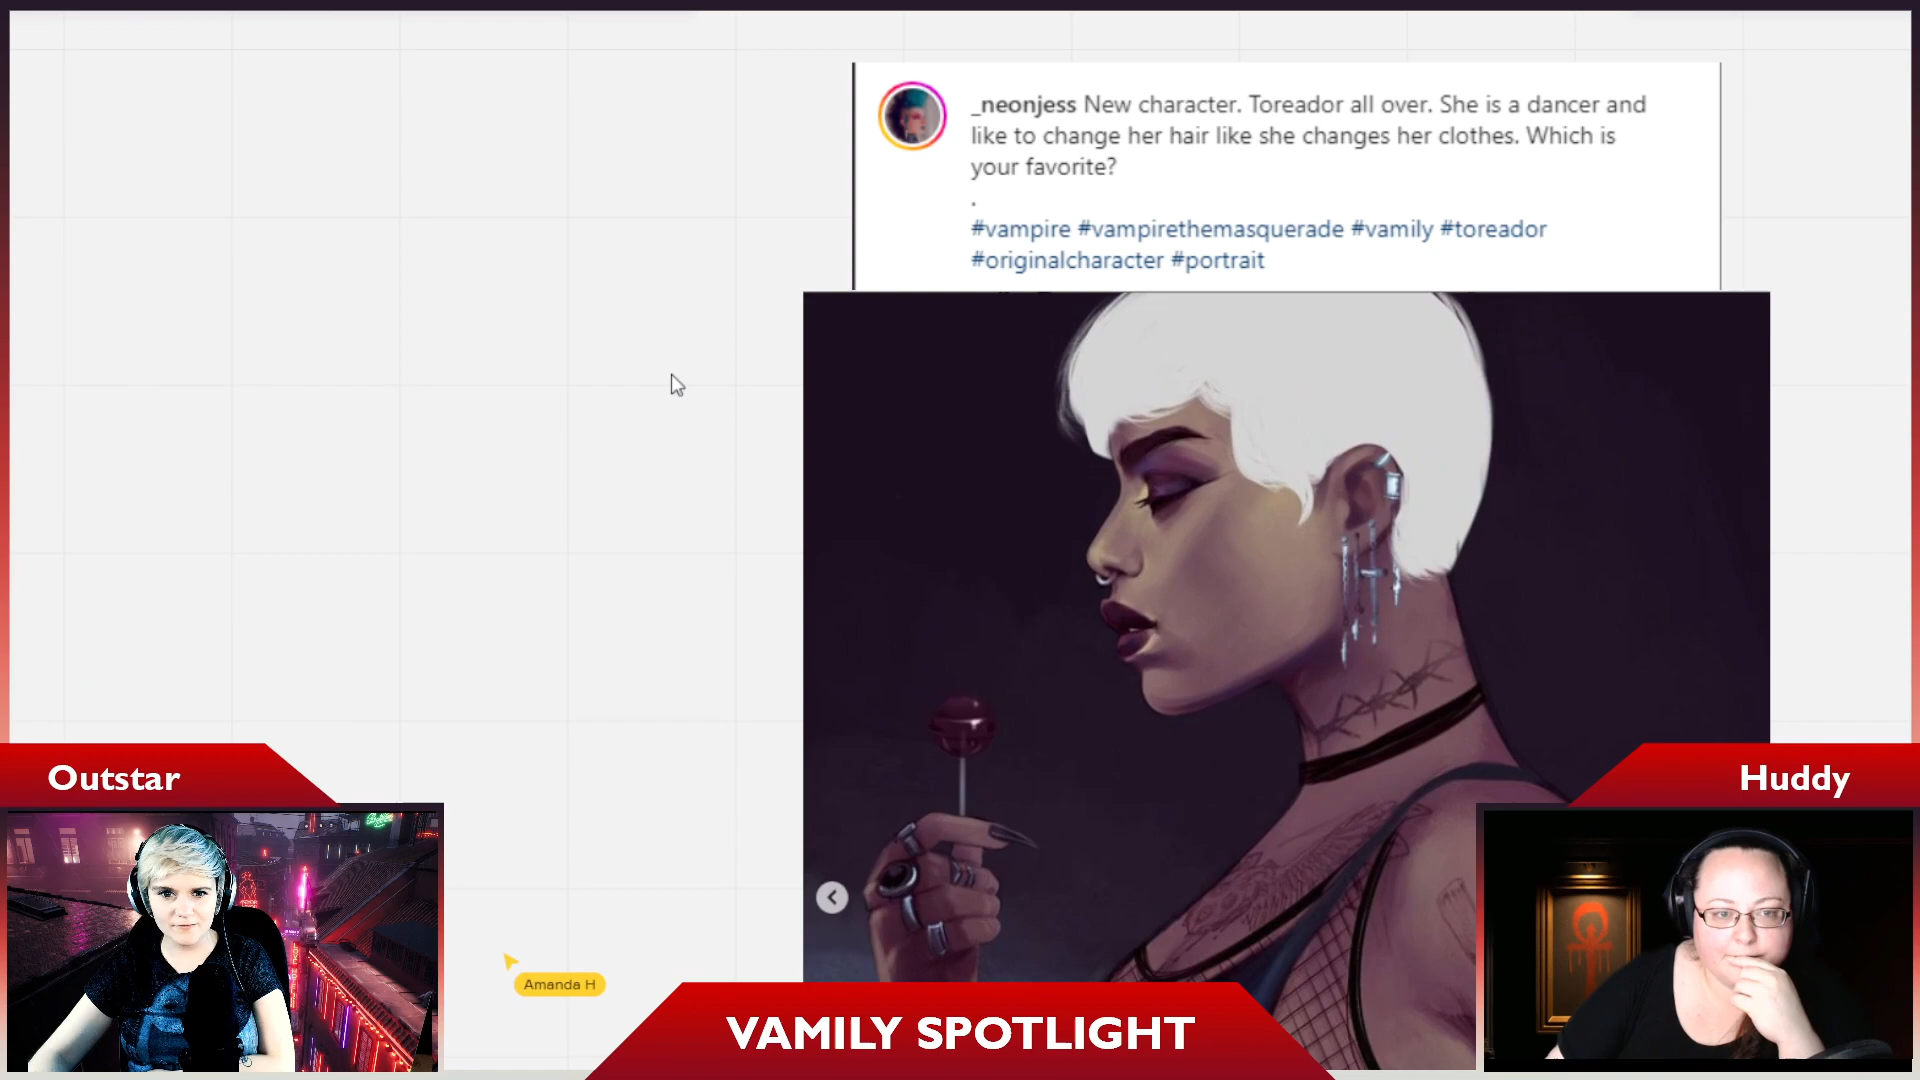 _neonjess New character. Toreador all over. She is a dancer and
like to change her hair like she changes her clothes. Which is
your favorite?
.
#vampire #vampirethemasquerade #vamily #toreador
#originalcharacter #portrait
Outstar
Huddy
Amanda H
VAMILY SPOTLIGHT